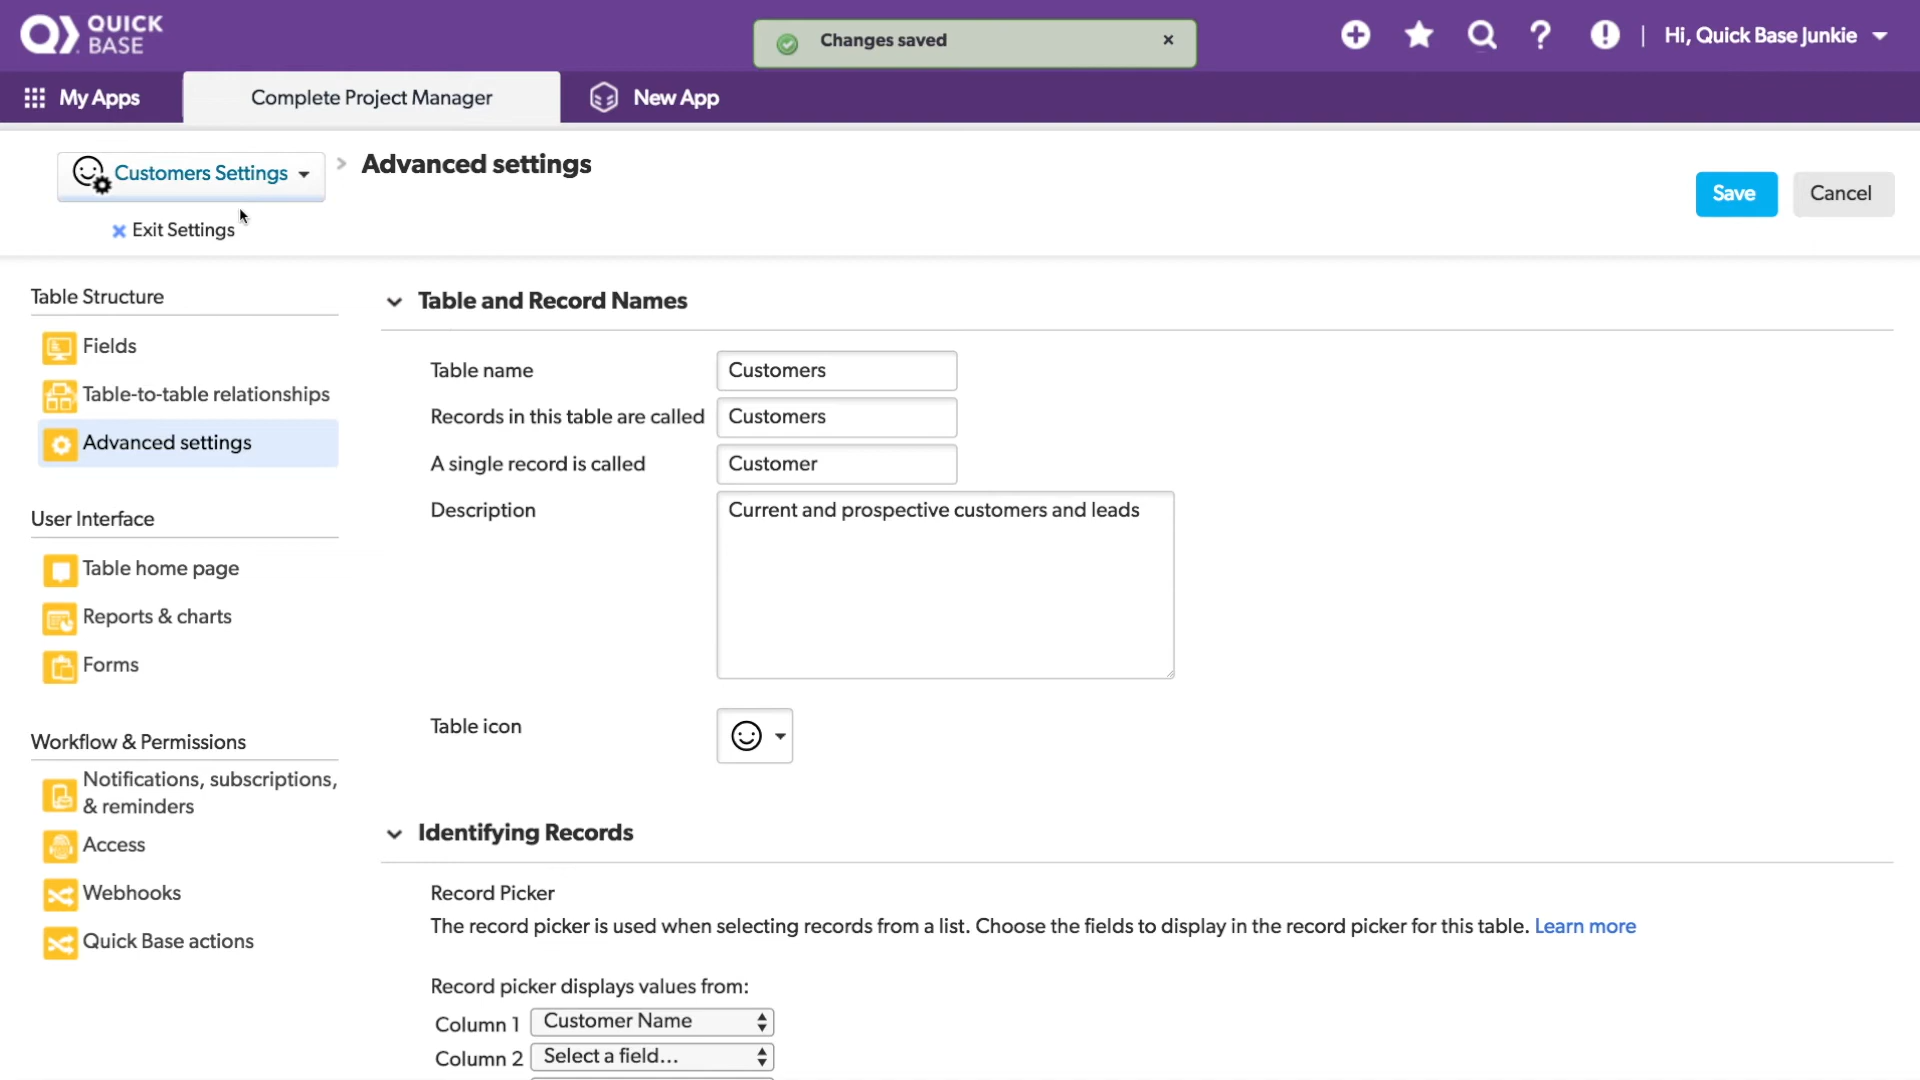 QUICK
BASE
Changes saved
Hi, Quick Base Junkie
My Apps
Complete Project Manager
New App
Customers Settings
Advanced settings
Save
Cancel
Exit Settings
Table Structure
Fields
Table-to-table relationships
Advanced settings
User Interface
Table home page
Reports & charts
Forms
Workflow & Permissions
Notifications, subscriptions,
& reminders
Access
Webhooks
Quick Base actions
Table and Record Names
Table name Customers
Records in this table are called Customers
A single record is called Customer
Description Current and prospective customers and leads
Table icon
Identifying Records
Record Picker
The record picker is used when selecting records from a list. Choose the fields to display in the record picker for this table. Learn more
Record picker displays values from:
Column 1 Customer Name
Column 2 Select a field...